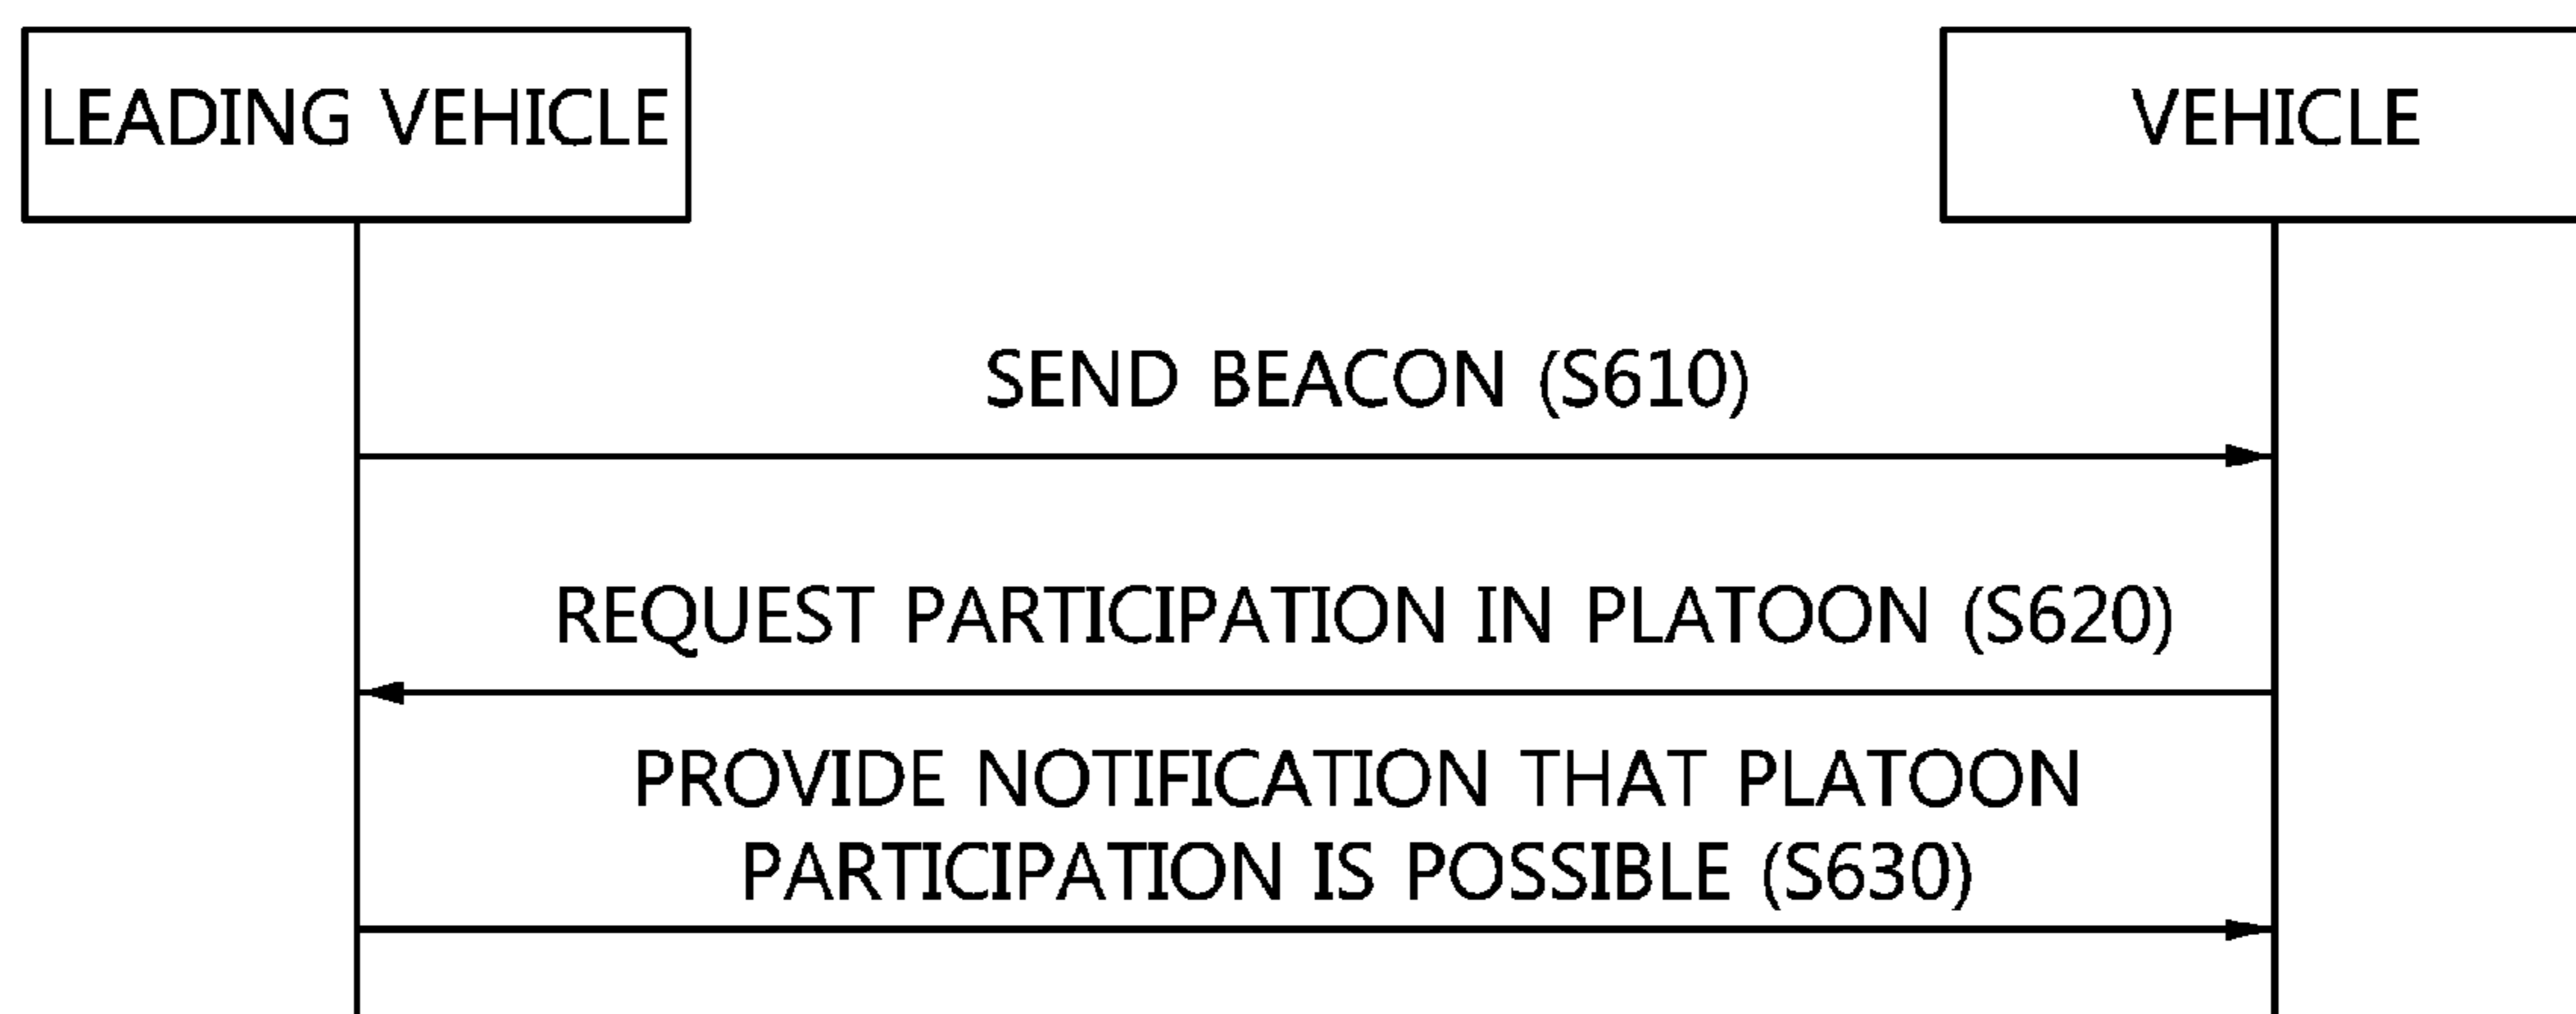 LEADING VEHICLE
VEHICLE
SEND BEACON (S610)
REQUEST PARTICIPATION IN PLATOON (S620)
PROVIDE NOTIFICATION THAT PLATOON
PARTICIPATION IS POSSIBLE (S630)